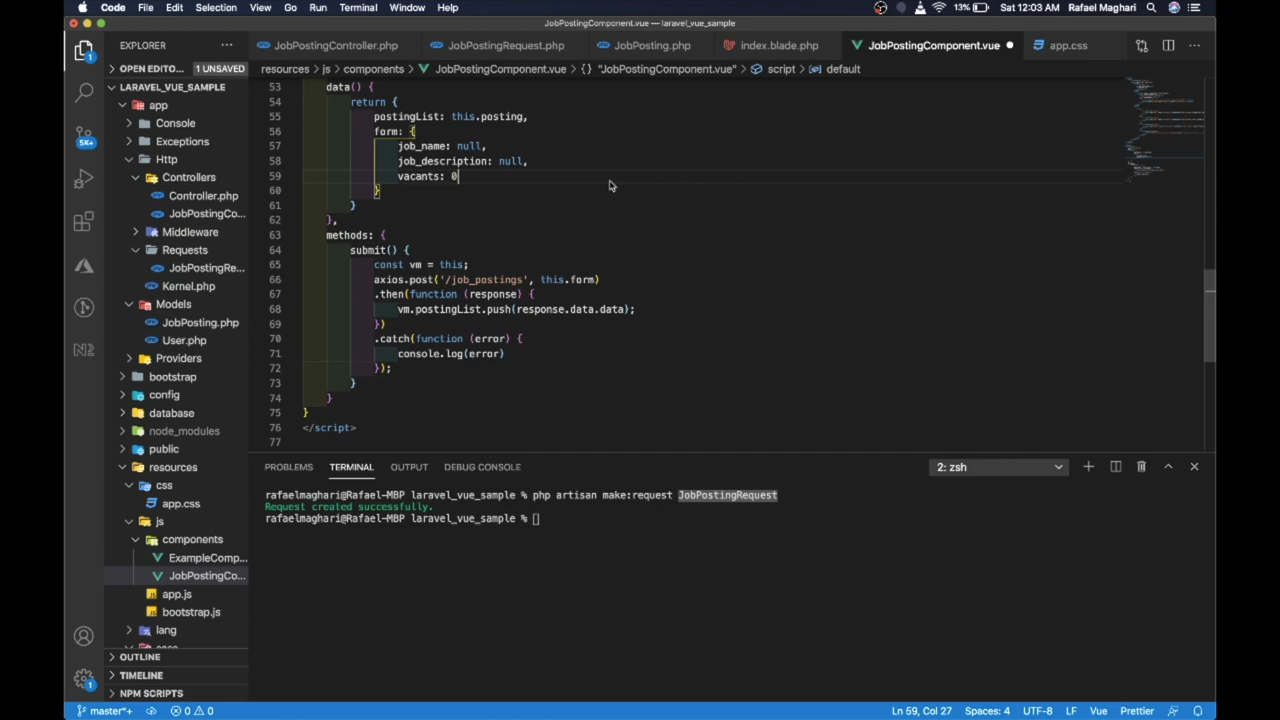 Code File Edit Selection View Go Run Terminal Window Help 13% Sat 12:03 AM Rafael Maghari
JobPostingComponent.vue — laravel_vue_sample
EXPLORER
JobPostingController.php JobPostingRequest.php JobPosting.php index.blade.php JobPostingComponent.vue app.css
OPEN EDITO... 1 UNSAVED
resources > js > components > JobPostingComponent.vue > {} "JobPostingComponent.vue" > script > default
LARAVEL_VUE_SAMPLE
app
Console
Exceptions
Http
Controllers
Controller.php
JobPostingCo...
Middleware
Requests
JobPostingRe...
Kernel.php
Models
JobPosting.php
User.php
Providers
bootstrap
config
database
node_modules
public
resources
css
app.css
js
components
ExampleComp...
JobPostingCo...
app.js
bootstrap.js
lang
OUTLINE
TIMELINE
NPM SCRIPTS
1
5K+
1
53 data() {
54 return {
55 postingList: this.posting,
56 form: {
57 job_name: null,
58 job_description: null,
59 vacants: 0
60 }
61 }
62 },
63 methods: {
64 submit() {
65 const vm = this;
66 axios.post('/job_postings', this.form)
67 .then(function (response) {
68 vm.postingList.push(response.data.data);
69 })
70 .catch(function (error) {
71 console.log(error)
72 });
73 }
74 }
75 }
76 </script>
77
PROBLEMS TERMINAL OUTPUT DEBUG CONSOLE 2: zsh
rafaelmaghari@Rafael-MBP laravel_vue_sample % php artisan make:request JobPostingRequest
Request created successfully.
rafaelmaghari@Rafael-MBP laravel_vue_sample %
master*+ 0 0 Ln 59, Col 27 Spaces: 4 UTF-8 LF Vue Prettier